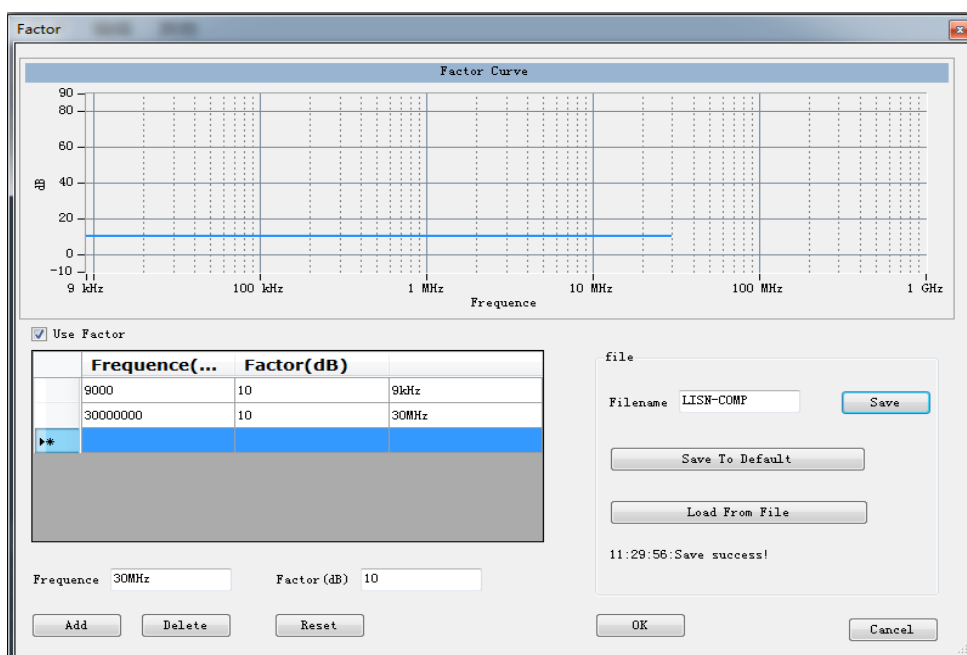 Factor
Factor Curve
90
80
60
40
20
0
-10
dB
9 kHz 100 kHz 1 MHz 10 MHz 100 MHz 1 GHz
Frequence
Use Factor
Frequence(... Factor(dB)
9000 10 9kHz
30000000 10 30MHz
file
Filename LISN-COMP Save
Save To Default
Load From File
11:29:56:Save success!
Frequence 30MHz Factor(dB) 10
Add Delete Reset OK Cancel